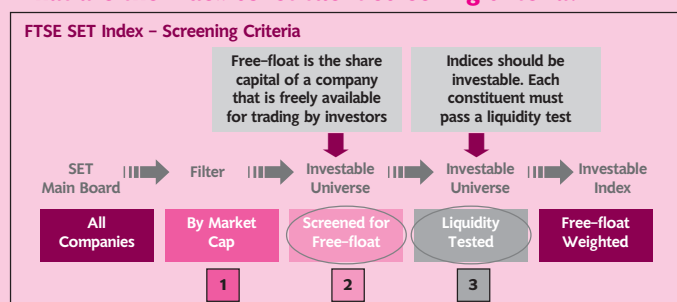 FTSE SET Index – Screening Criteria
Free–float is the share
capital of a company
that is freely available
for trading by investors
Indices should be
investable. Each
constituent must
pass a liquidity test
SET
Main Board
Filter
Investable
Universe
Investable
Universe
Investable
Index
All
Companies
By Market
Cap
Screened for
Free–float
Liquidity
Tested
Free–float
Weighted
1
2
3